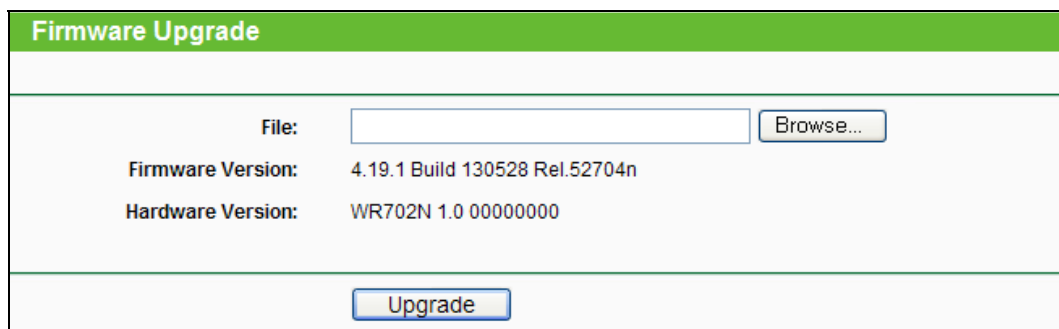 Firmware Upgrade
File: Browse...
Firmware Version: 4.19.1 Build 130528 Rel.52704n
Hardware Version: WR702N 1.0 00000000
Upgrade